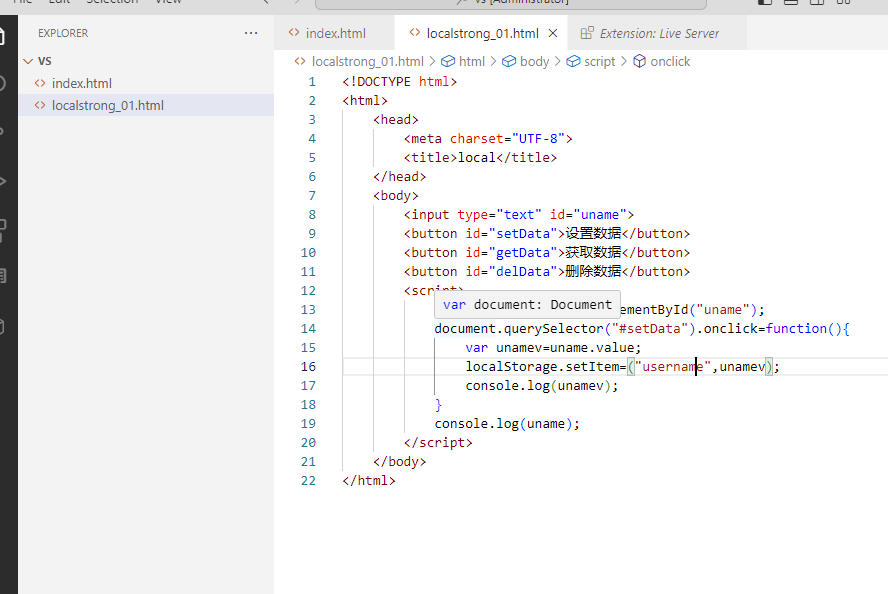 Selection View vs [Administrator]
EXPLORER ···
VS
index.html
localstrong_01.html
index.html localstrong_01.html Extension: Live Server
localstrong_01.html > html > body > script > onclick
1 <!DOCTYPE html>
2 <html>
3 <head>
4 <meta charset="UTF-8">
5 <title>local</title>
6 </head>
7 <body>
8 <input type="text" id="uname">
9 <button id="setData">设置数据</button>
10 <button id="getData">获取数据</button>
11 <button id="delData">删除数据</button>
12 <script>
var document: Document
13 ementById("uname");
14 document.querySelector("#setData").onclick=function(){
15 var unamev=uname.value;
16 localStorage.setItem=("username",unamev);
17 console.log(unamev);
18 }
19 console.log(uname);
20 </script>
21 </body>
22 </html>